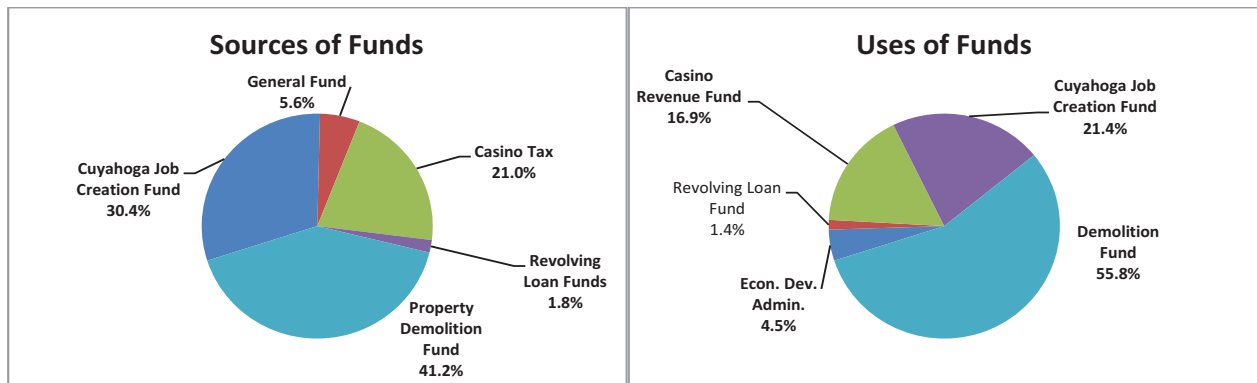 Sources of Funds
General Fund
5.6%
Casino Tax
21.0%
Cuyahoga Job
Creation Fund
30.4%
Revolving
Loan Funds
1.8%
Property
Demolition
Fund
41.2%
Uses of Funds
Casino
Revenue Fund
16.9%
Cuyahoga Job
Creation Fund
21.4%
Revolving Loan
Fund
1.4%
Demolition
Fund
55.8%
Econ. Dev.
Admin.
4.5%